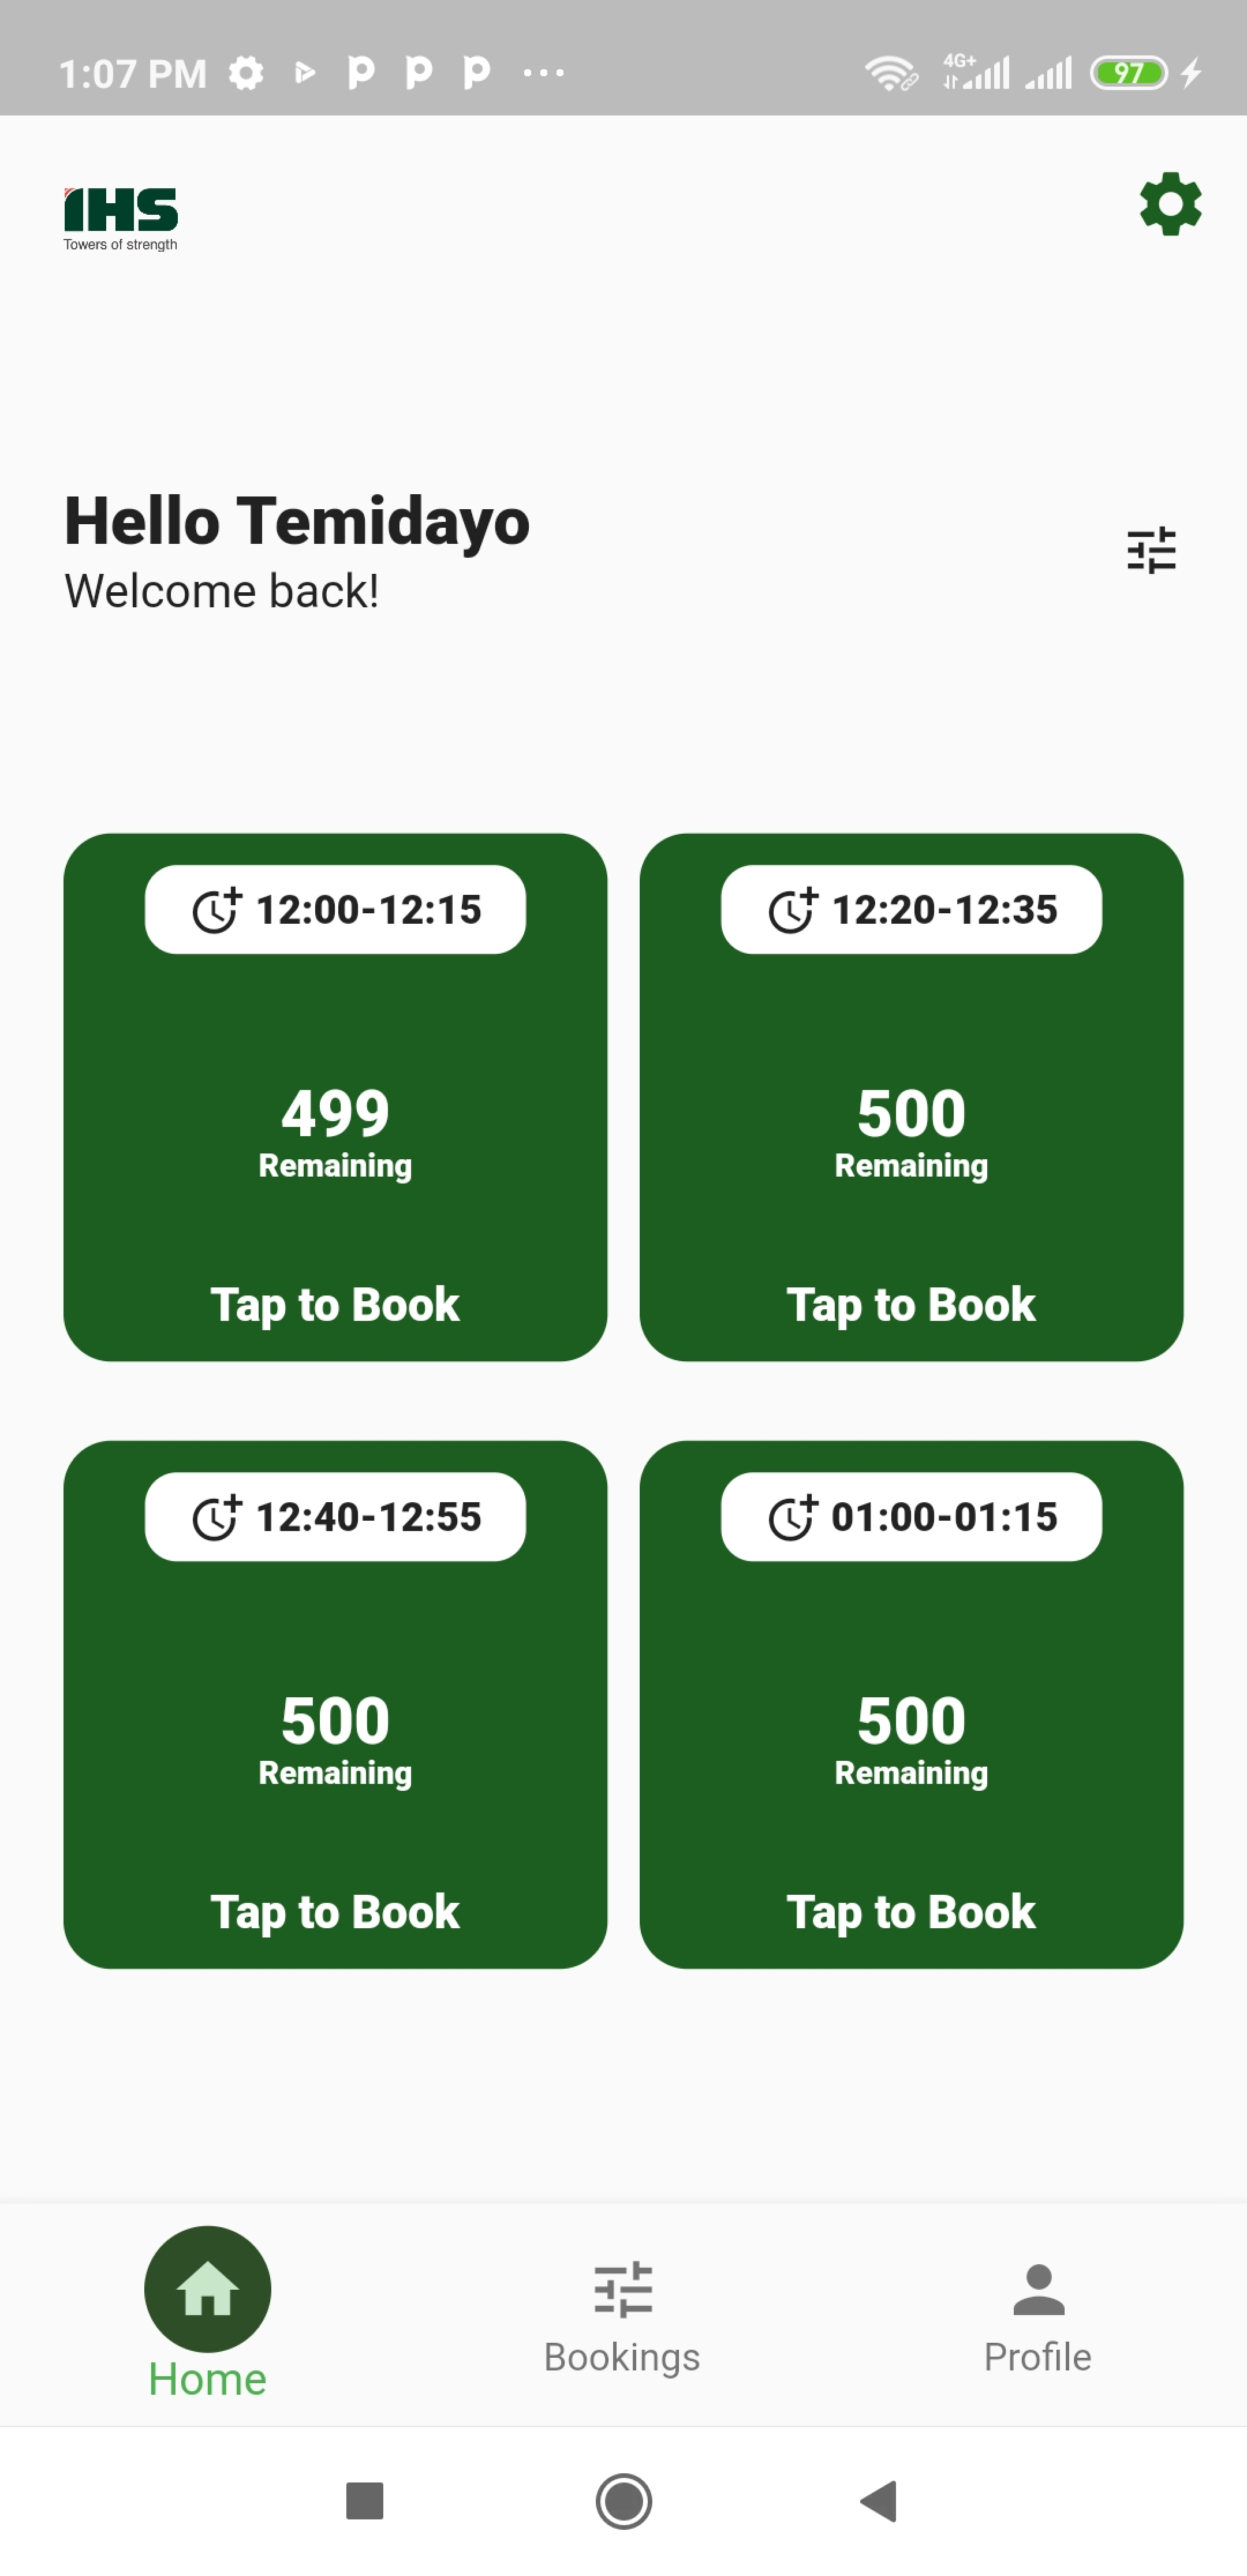 1:07 PM
4G+
97
IHS
Towers of strength
Hello Temidayo
Welcome back!
12:00-12:15
12:20-12:35
499
500
Remaining
Remaining
Tap to Book
Tap to Book
12:40-12:55
01:00-01:15
500
500
Remaining
Remaining
Tap to Book
Tap to Book
Home
Bookings
Profile